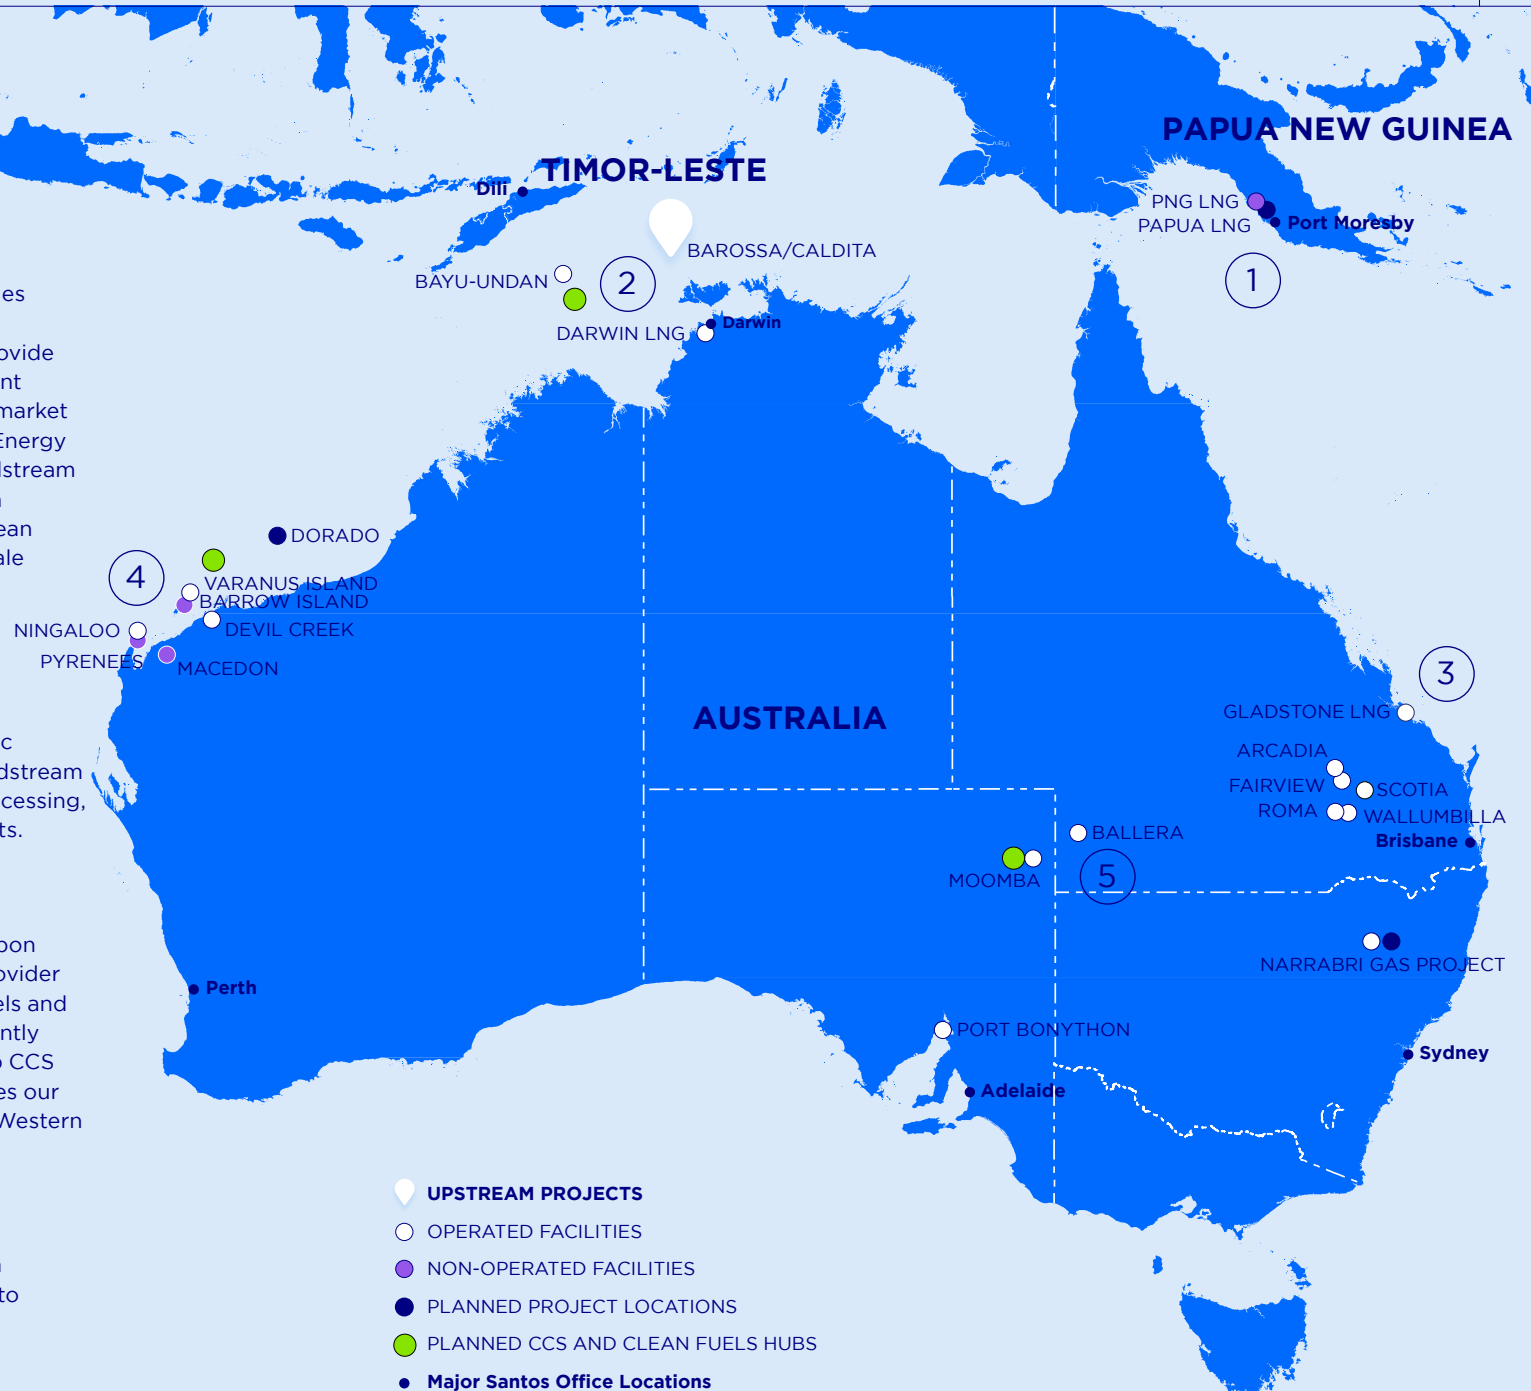 PAPUA NEW GUINEA
TIMOR-LESTE
Dili
PNG LNG
PAPUA LNG
Port Moresby
BAROSSA/CALDITA
BAYU-UNDAN
2
1
DARWIN LNG
Darwin
es
ovide
nt
market
Energy
stream
ean
ale
DORADO
4
VARANUS ISLAND
BARROW ISLAND
NINGALOO
DEVIL CREEK
PYRENEES
MACEDON
3
GLADSTONE LNG
AUSTRALIA
ARCADIA
FAIRVIEW
SCOTIA
ROMA
WALLUMBILLA
Brisbane
BALLERA
MOOMBA
5
c
dstream
cessing,
ts.
NARRABRI GAS PROJECT
bon
ovider
els and
ntly
CCS
es our
Western
to
Perth
PORT BONYTHON
Sydney
Adelaide
UPSTREAM PROJECTS
OPERATED FACILITIES
NON-OPERATED FACILITIES
PLANNED PROJECT LOCATIONS
PLANNED CCS AND CLEAN FUELS HUBS
Major Santos Office Locations